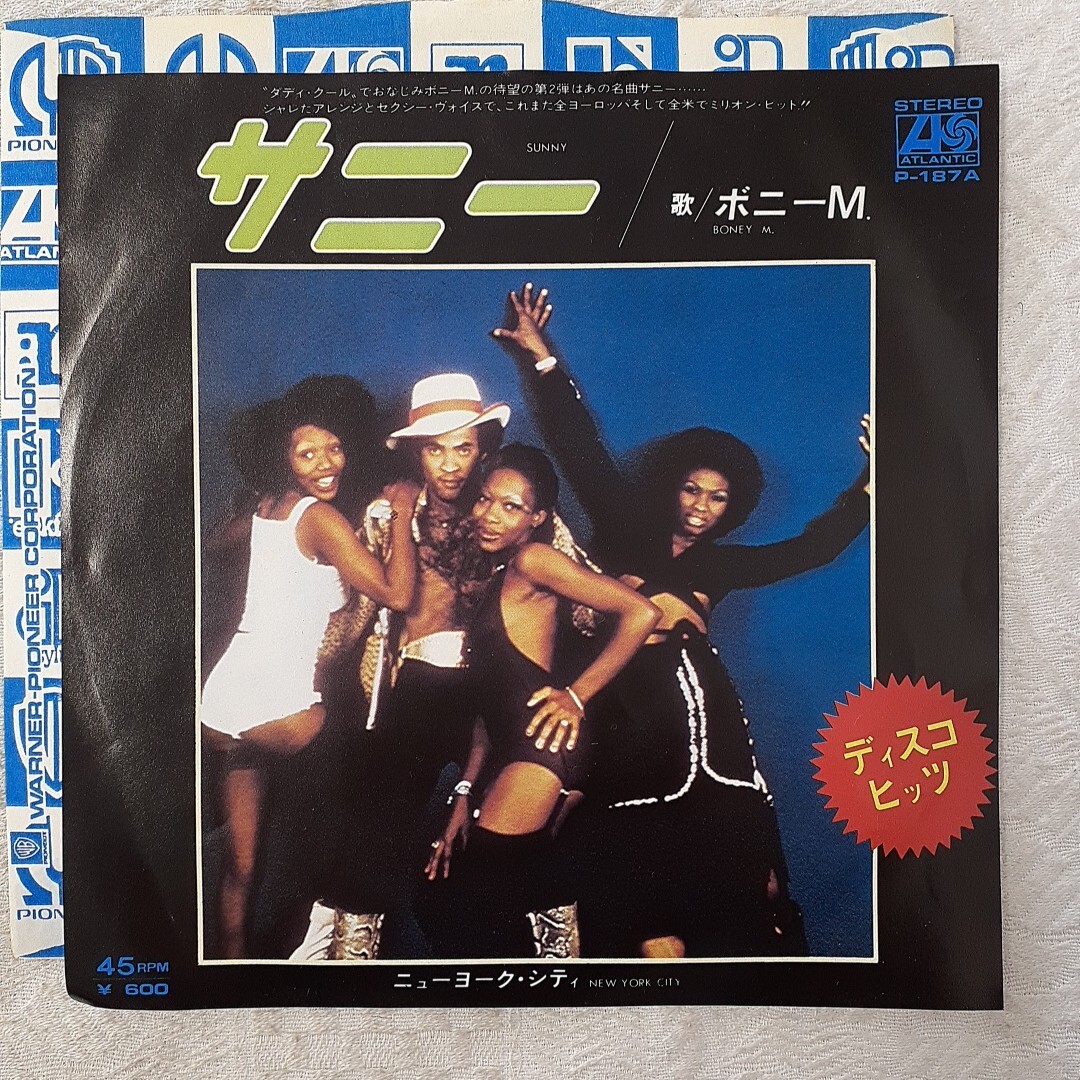 "ダディ・クール"でおなじみボニーM.の待望の第2弾はあの名曲サニー……
シャレたアレンジとセクシー・ヴォイスで、これまた全ヨーロッパそして全米でミリオン・ヒット!!
サニー
SUNNY
歌/ボニーM.
BONEY M.
STEREO
ATLANTIC
P-187A
ディスコ
ヒッツ
45RPM
¥ 600
ニューヨーク・シティ NEW YORK CITY
PION
ATLANTIC
WARNER-PIONEER CORPORATION
PION